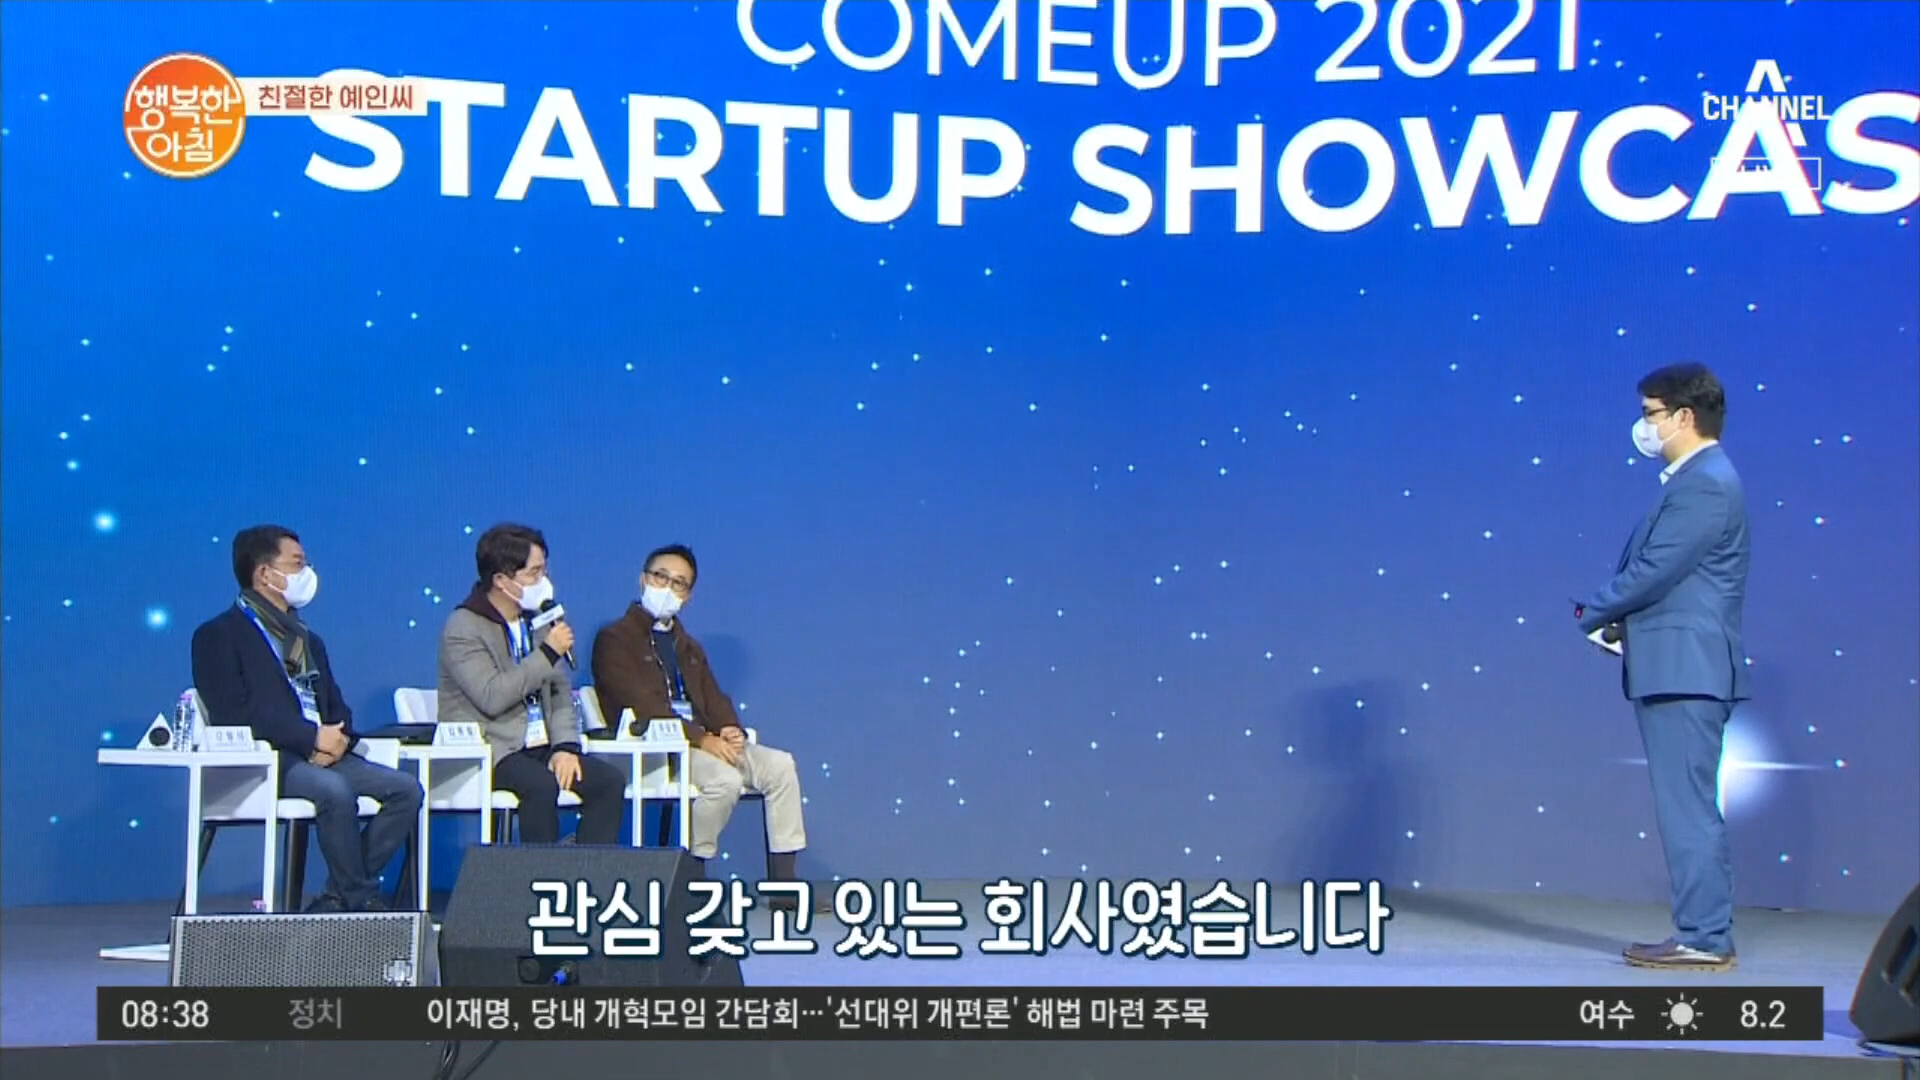 COMEUP 2021
STARTUP SHOWCAS
행복한
아침
친절한 예인씨
CHANNEL A
관심 갖고 있는 회사였습니다
08:38 정치 이재명, 당내 개혁모임 간담회…'선대위 개편론' 해법 마련 주목 여수 8.2